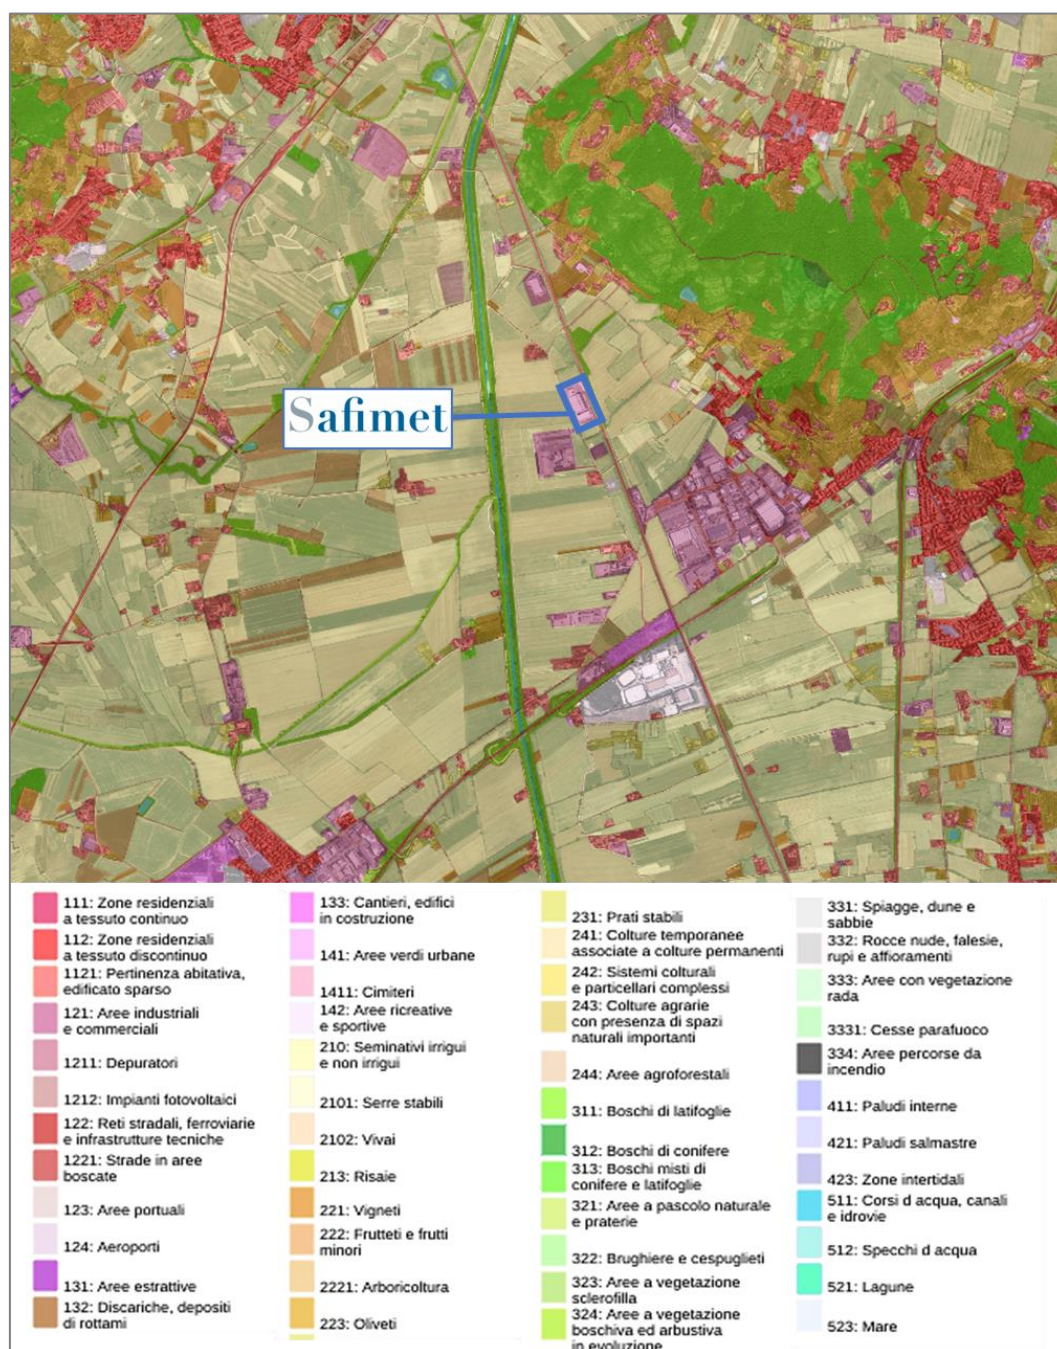 Safimet
111: Zone residenziali
a tessuto continuo
112: Zone residenziali
a tessuto discontinuo
1121: Pertinenza abitativa,
edificato sparso
121: Aree industriali
e commerciali
1211: Depuratori
1212: Impianti fotovoltaici
122: Reti stradali, ferroviarie
e infrastrutture tecniche
1221: Strade in aree
boscate
123: Aree portuali
124: Aeroporti
131: Aree estrattive
132: Discariche, depositi
di rottami
133: Cantieri, edifici
in costruzione
141: Aree verdi urbane
1411: Cimiteri
142: Aree ricreative
e sportive
210: Seminativi irrigui
e non irrigui
2101: Serre stabili
2102: Vivai
213: Risaie
221: Vigneti
222: Frutteti e frutti
minori
2221: Arboricoltura
223: Oliveti
231: Prati stabili
241: Colture temporanee
associate a colture permanenti
242: Sistemi colturali
e particellari complessi
243: Colture agrarie
con presenza di spazi
naturali importanti
244: Aree agroforestali
311: Boschi di latifoglie
312: Boschi di conifere
313: Boschi misti di
conifere e latifoglie
321: Aree a pascolo naturale
e praterie
322: Brughiere e cespuglieti
323: Aree a vegetazione
sclerofilla
324: Aree a vegetazione
boschiva ed arbustiva
in evoluzione
331: Spiagge, dune e
sabbie
332: Rocce nude, falesie,
rupi e affioramenti
333: Aree con vegetazione
rada
3331: Cesse parafuoco
334: Aree percorse da
incendio
411: Paludi interne
421: Paludi salmastre
423: Zone intertidali
511: Corsi d acqua, canali
e idrovie
512: Specchi d acqua
521: Lagune
523: Mare